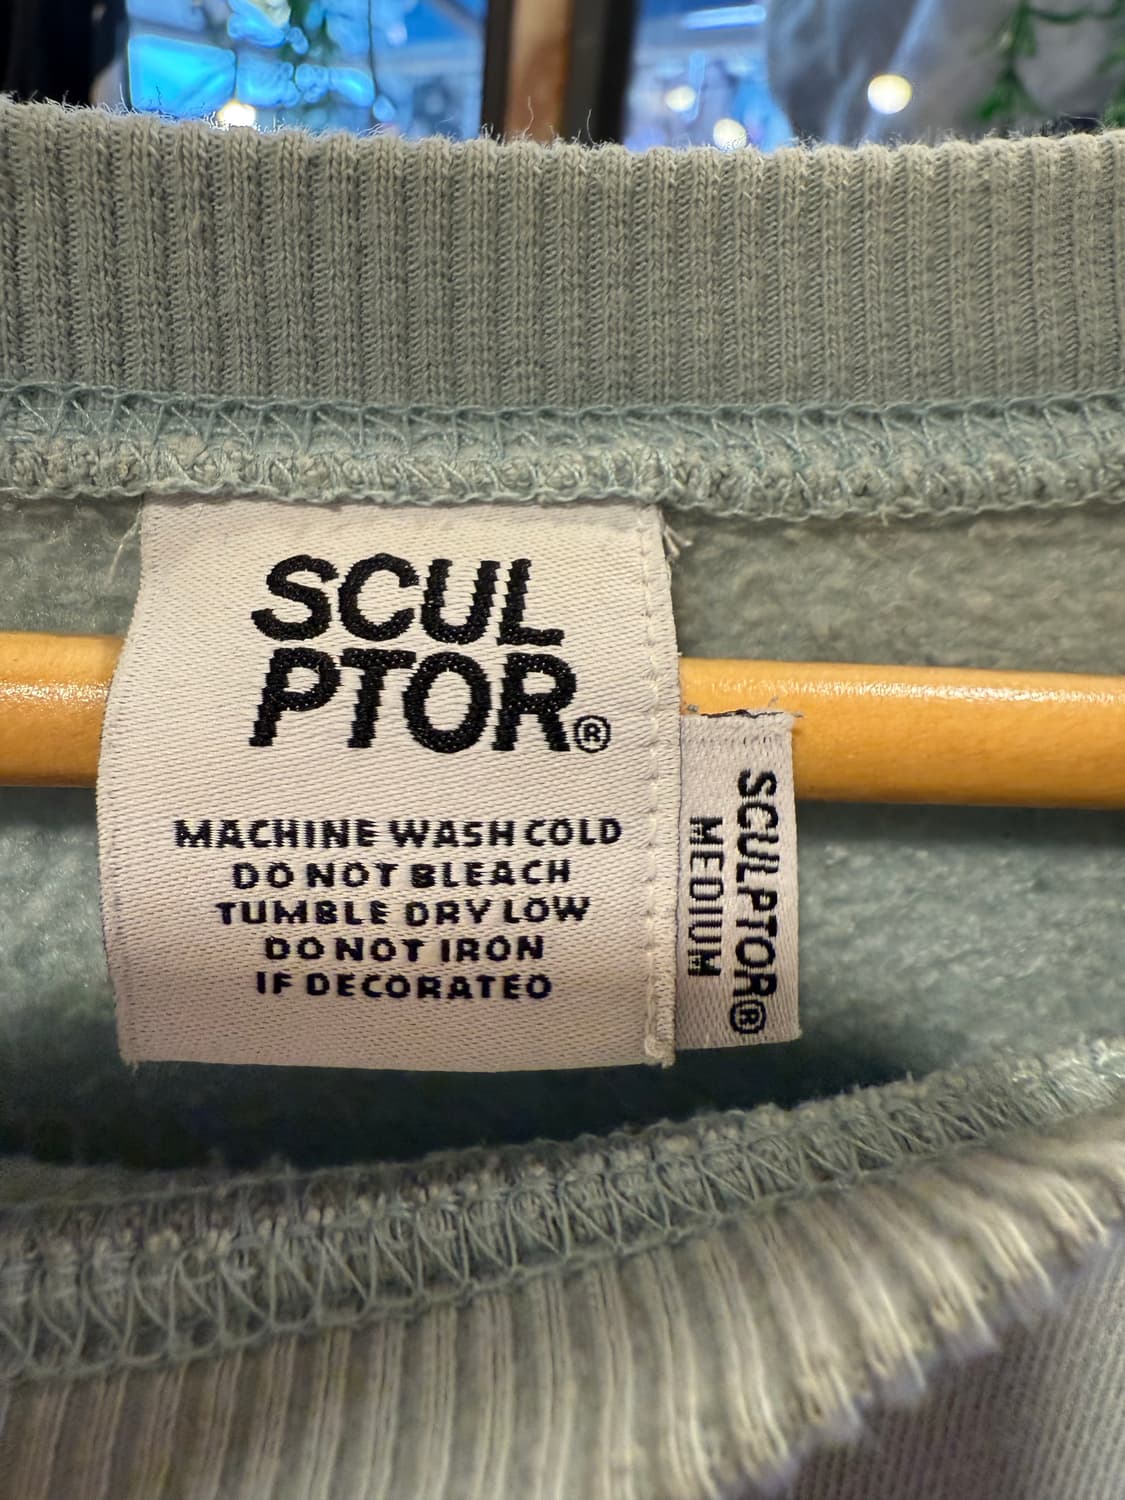 SCUL
PTOR®
MACHINE WASH COLD
DO NOT BLEACH
TUMBLE DRY LOW
DO NOT IRON
IF DECORATED
SCULPTOR®
MEDIUM